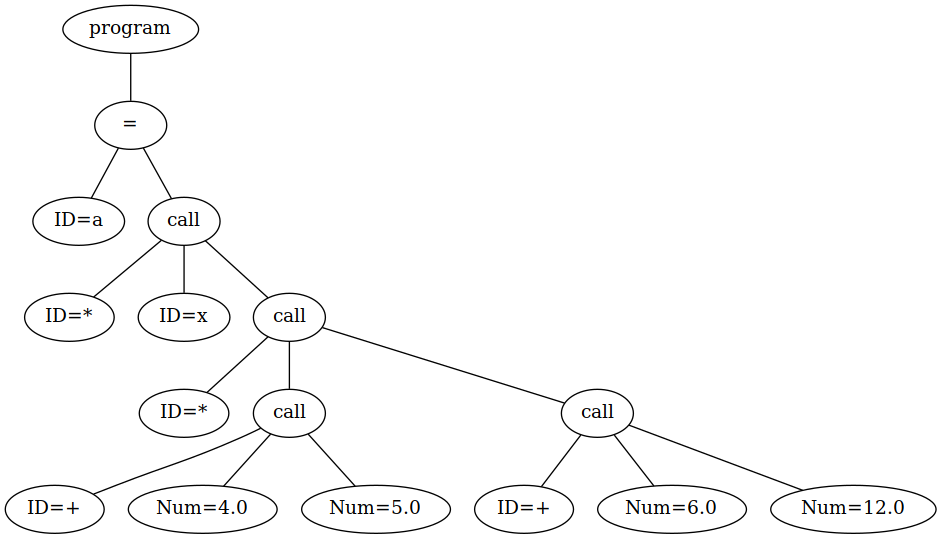 program
=
ID=a
call
ID=*
ID=x
call
ID=*
call
call
ID=+
Num=4.0
Num=5.0
ID=+
Num=6.0
Num=12.0